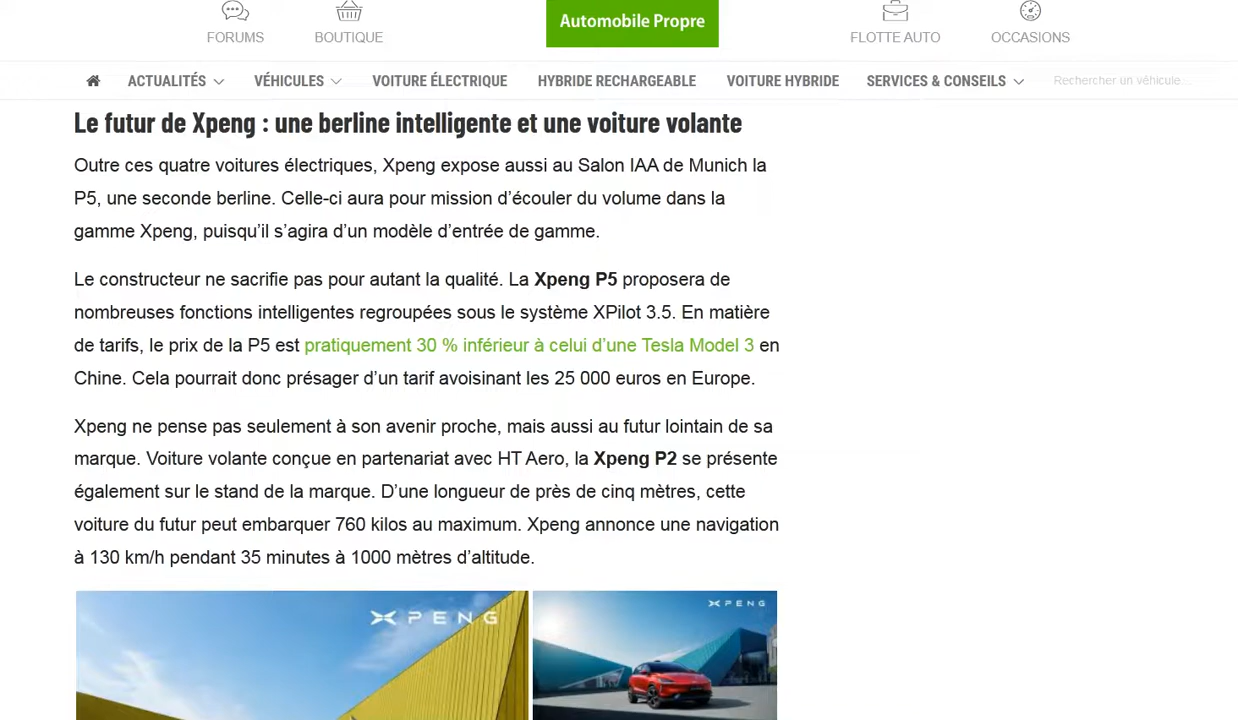 FORUMS
BOUTIQUE
Automobile Propre
FLOTTE AUTO
OCCASIONS
ACTUALITÉS
VÉHICULES
VOITURE ÉLECTRIQUE
HYBRIDE RECHARGEABLE
VOITURE HYBRIDE
SERVICES & CONSEILS
Rechercher un véhicule ...
Le futur de Xpeng : une berline intelligente et une voiture volante
Outre ces quatre voitures électriques, Xpeng expose aussi au Salon IAA de Munich la
P5, une seconde berline. Celle-ci aura pour mission d’écouler du volume dans la
gamme Xpeng, puisqu’il s’agira d’un modèle d’entrée de gamme.
Le constructeur ne sacrifie pas pour autant la qualité. La Xpeng P5 proposera de
nombreuses fonctions intelligentes regroupées sous le système XPilot 3.5. En matière
de tarifs, le prix de la P5 est pratiquement 30 % inférieur à celui d’une Tesla Model 3 en
Chine. Cela pourrait donc présager d’un tarif avoisinant les 25 000 euros en Europe.
Xpeng ne pense pas seulement à son avenir proche, mais aussi au futur lointain de sa
marque. Voiture volante conçue en partenariat avec HT Aero, la Xpeng P2 se présente
également sur le stand de la marque. D’une longueur de près de cinq mètres, cette
voiture du futur peut embarquer 760 kilos au maximum. Xpeng annonce une navigation
à 130 km/h pendant 35 minutes à 1000 mètres d’altitude.
XPENG
XPENG